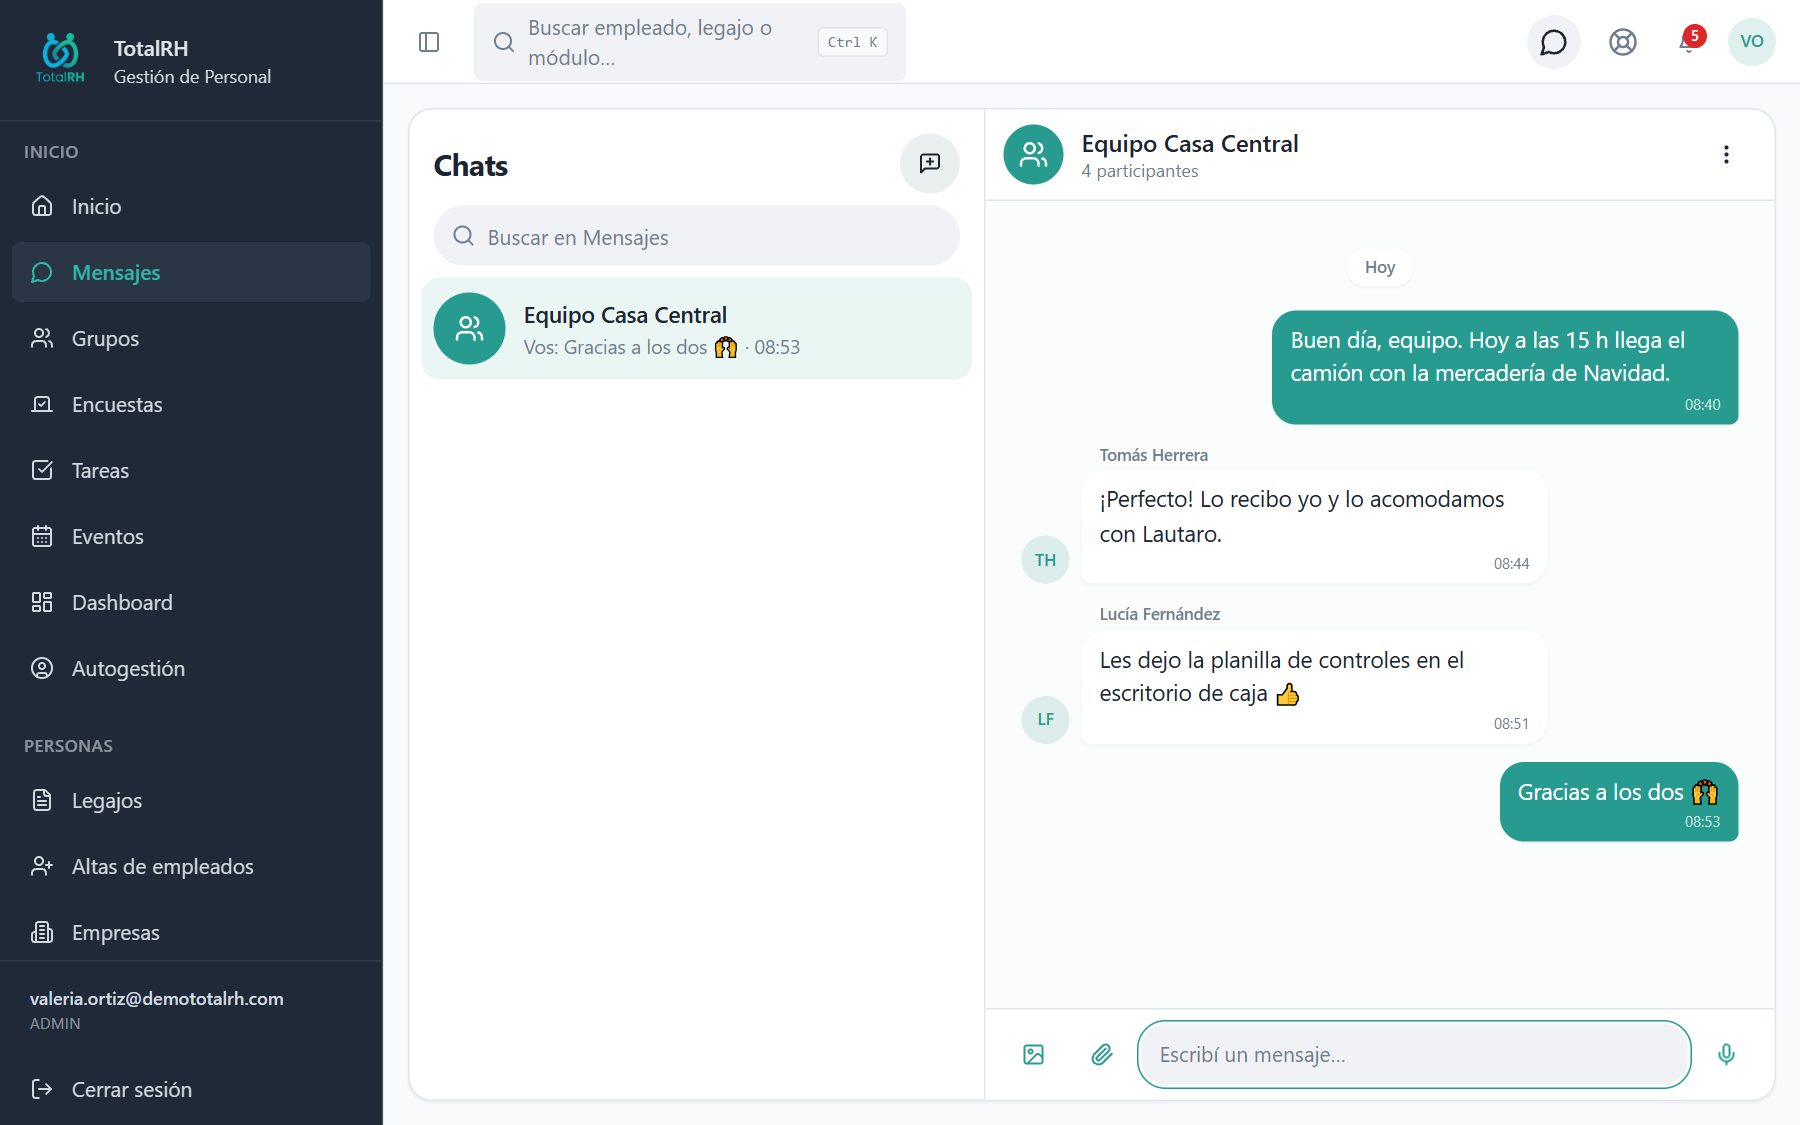 TotalRH
TotalRH
Gestión de Personal
INICIO
Inicio
Mensajes
Grupos
Encuestas
Tareas
Eventos
Dashboard
Autogestión
PERSONAS
Legajos
Altas de empleados
Empresas
valeria.ortiz@demototalrh.com
ADMIN
Cerrar sesión
Buscar empleado, legajo o
módulo...
Ctrl K
5
VO
Chats
Buscar en Mensajes
Equipo Casa Central
Vos: Gracias a los dos 🙌 · 08:53
Equipo Casa Central
4 participantes
Hoy
Buen día, equipo. Hoy a las 15 h llega el
camión con la mercadería de Navidad.
08:40
Tomás Herrera
¡Perfecto! Lo recibo yo y lo acomodamos
con Lautaro.
08:44
TH
Lucía Fernández
Les dejo la planilla de controles en el
escritorio de caja 👍
08:51
LF
Gracias a los dos 🙌
08:53
Escribí un mensaje...